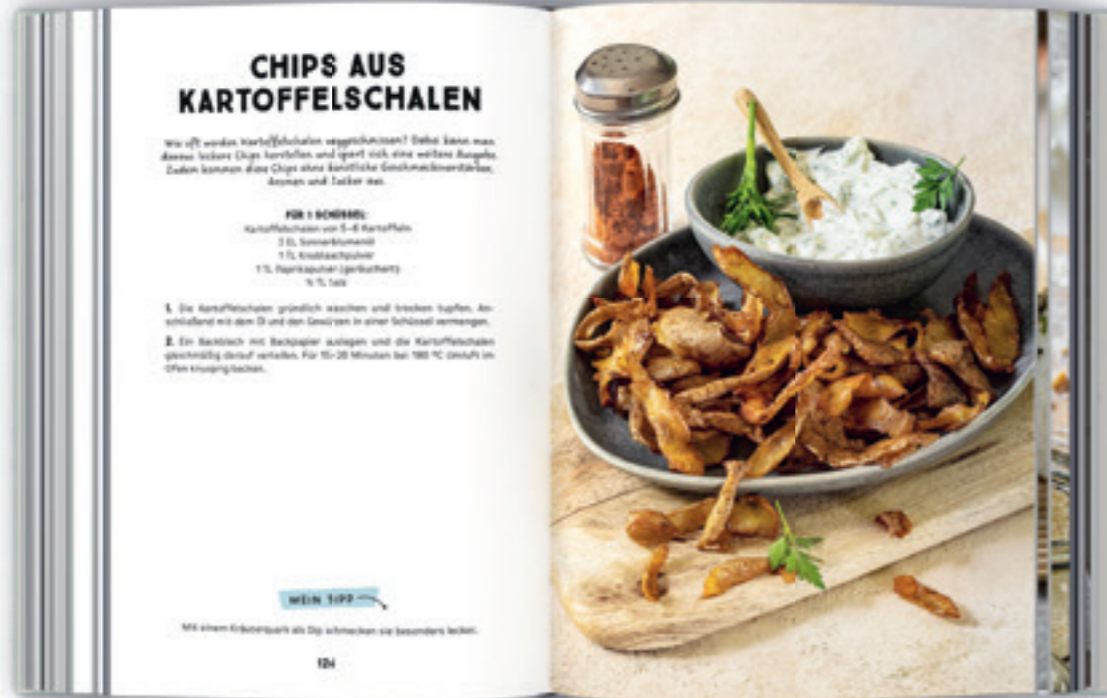 CHIPS AUS
KARTOFFELSCHALEN
Wie oft werden Kartoffelschalen weggeschmissen? Dabei kann man
daraus leckere Chips herstellen und spart sich eine weitere Ausgabe.
Zudem kommen diese Chips ohne künstliche Geschmacksverstärker,
Aromen und Zucker aus.
FÜR 1 SCHÜSSEL:
Kartoffelschalen von 5–6 Kartoffeln
EL Sonnenblumenöl
1 TL Knoblauchpulver
1 TL Paprikapulver (geräuchert)
½ TL Salz
1. Die Kartoffelschalen gründlich waschen und trocken tupfen. An-
schließend mit dem Öl und den Gewürzen in einer Schüssel vermengen.
2. Ein Backblech mit Backpapier auslegen und die Kartoffelschalen
gleichmäßig darauf verteilen. Für 15–20 Minuten bei 180 °C Umluft im
Ofen knusprig backen.
MEIN TIPP
Mit einem Kräuterquark als Dip schmecken sie besonders lecker.
126